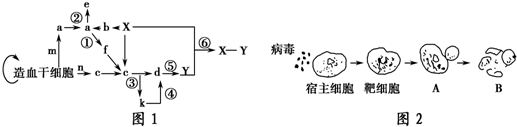 e
② ⑥
a a b X X—Y
①
m f
造血干细胞 n c c d ⑤ Y
③
④
k
图 1
病毒
宿主细胞 靶细胞 A B
图 2